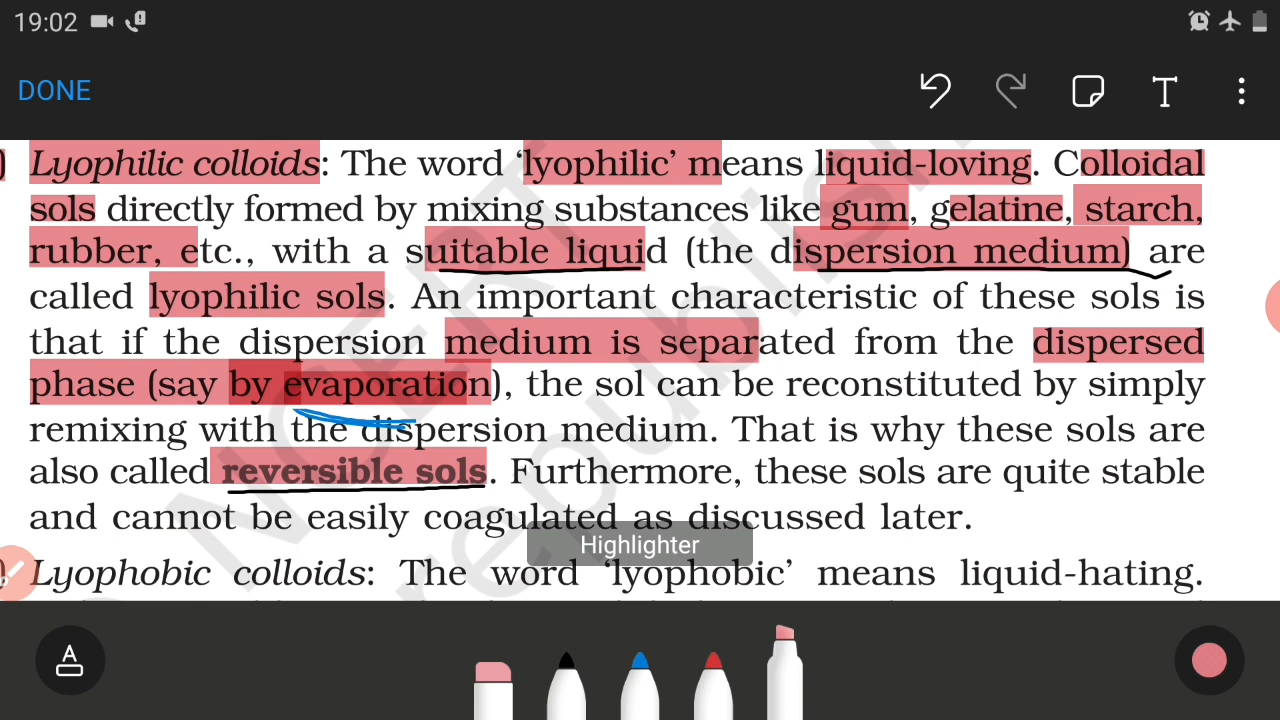 19:02
DONE
T
) Lyophilic colloids: The word ‘lyophilic’ means liquid-loving. Colloidal
sols directly formed by mixing substances like gum, gelatine, starch,
rubber, etc., with a suitable liquid (the dispersion medium) are
called lyophilic sols. An important characteristic of these sols is
that if the dispersion medium is separated from the dispersed
phase (say by evaporation), the sol can be reconstituted by simply
remixing with the dispersion medium. That is why these sols are
also called reversible sols. Furthermore, these sols are quite stable
and cannot be easily coagulated as discussed later.
Highlighter
) Lyophobic colloids: The word ‘lyophobic’ means liquid-hating.
A